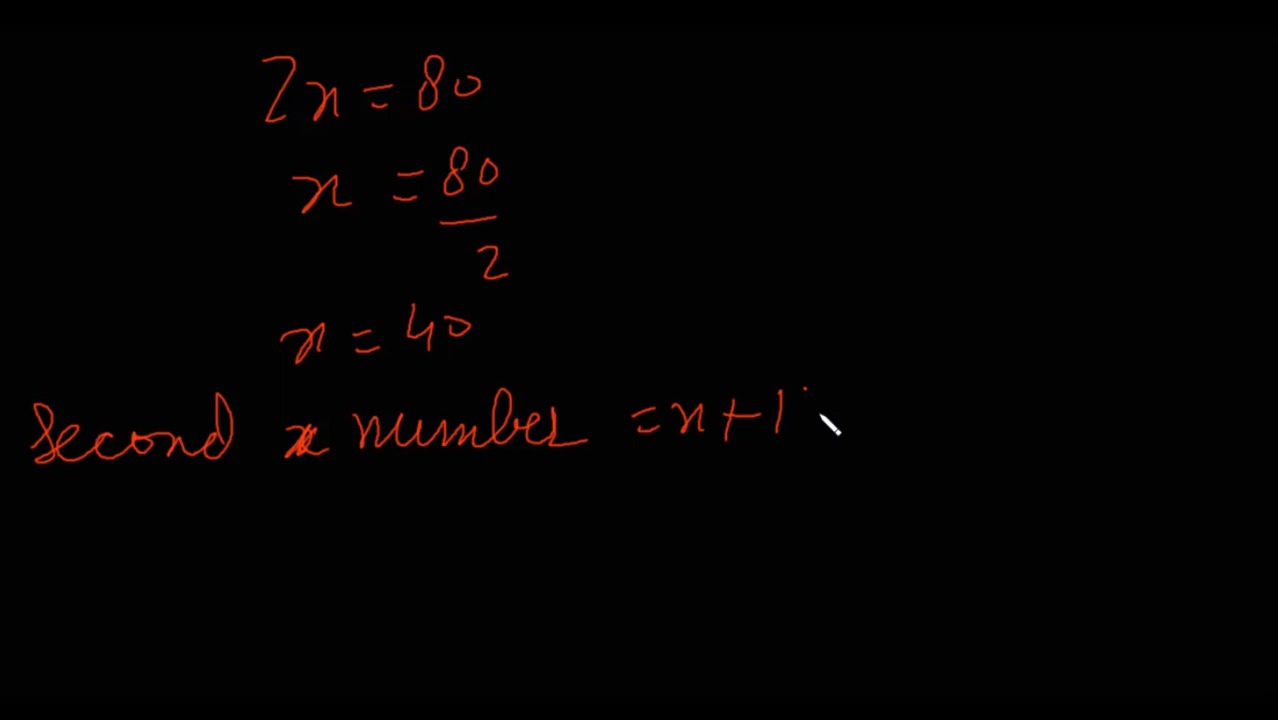 2x = 80
x = 80
2
x = 40
Second number = x + 1